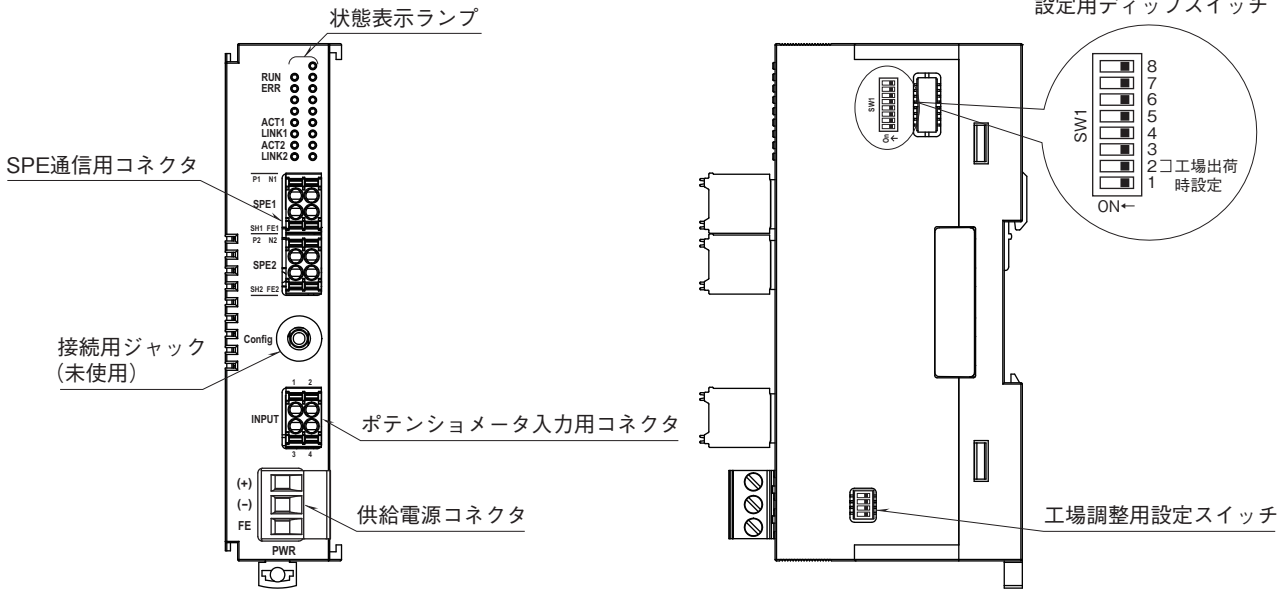 状態表示ランプ
RUN
ERR
ACT1
LINK1
ACT2
LINK2
SPE通信用コネクタ
P1 N1
SPE1
SH1 FE1
P2 N2
SPE2
SH2 FE2
接続用ジャック
(未使用)
Config
1 2
INPUT
3 4
ポテンショメータ入力用コネクタ
(+)
(−)
FE
供給電源コネクタ
PWR
設定用ディップスイッチ
SW1
On ←
SW1
8
7
6
5
4
3
2 工場出荷
1 時設定
ON←
工場調整用設定スイッチ